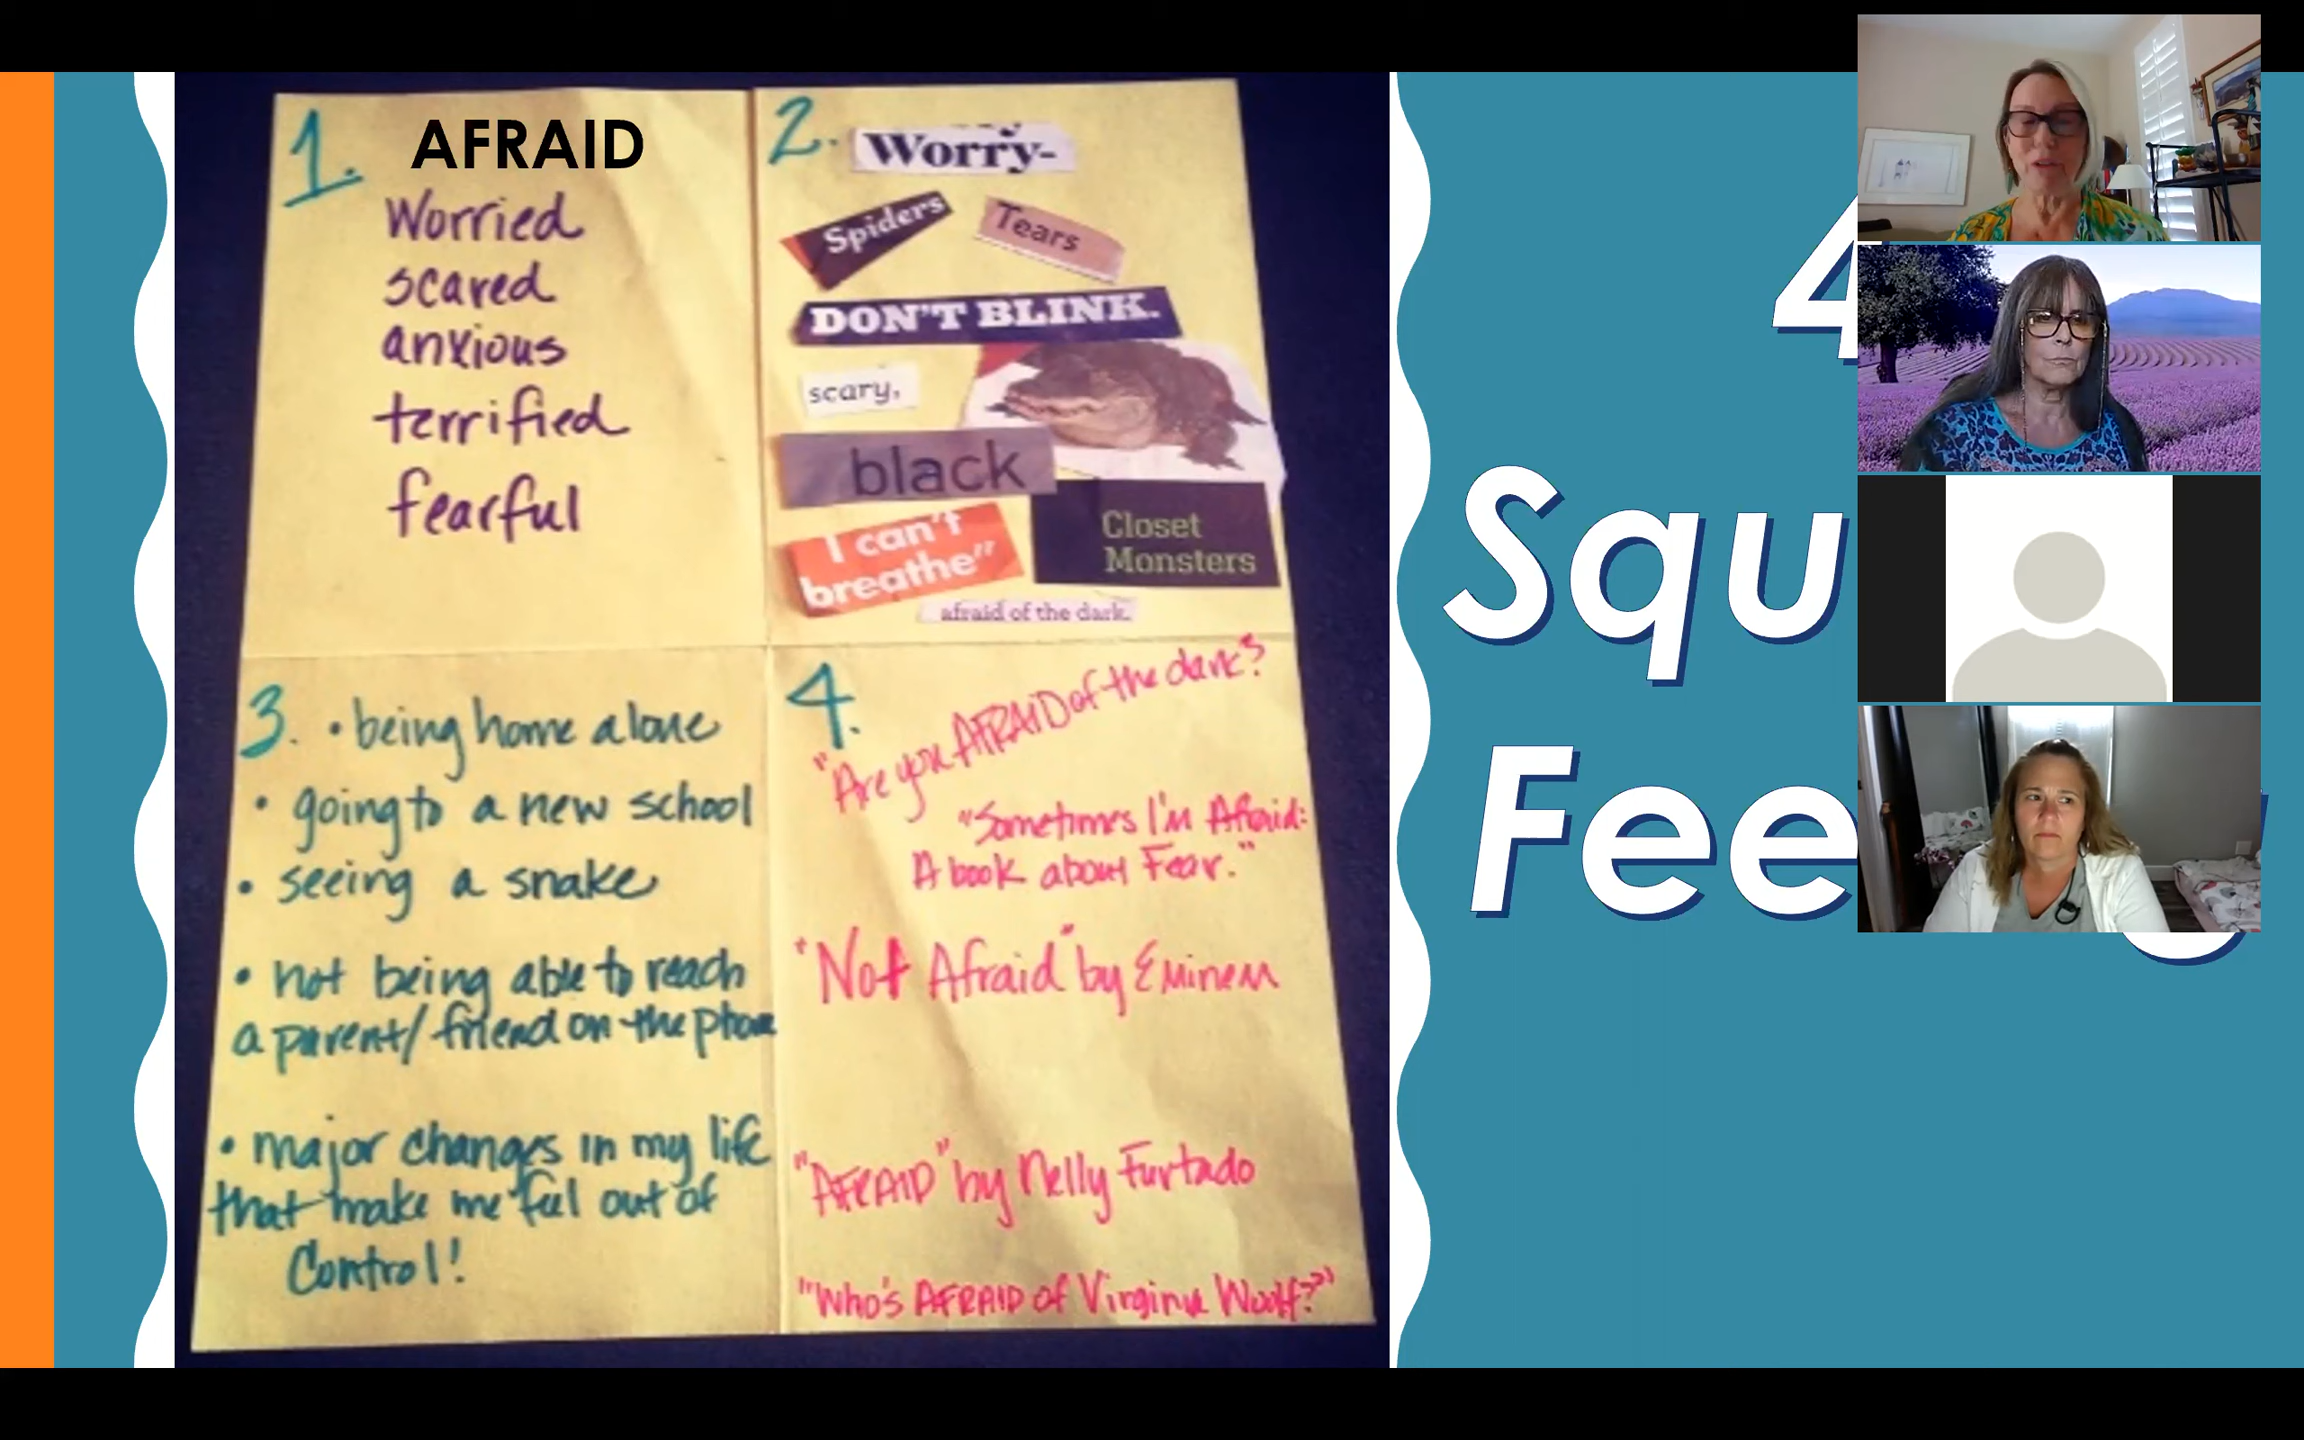 1.
AFRAID
Worried
scared
anxious
terrified
fearful
2.
Worry-
Spiders
Tears
DON'T BLINK.
scary,
black
I can't
breathe"
Closet
Monsters
afraid of the dark.
3. • being home alone
• going to a new school
• seeing a snake
• not being able to reach
a parent/friend on the phone
• major changes in my life
that make me feel out of
Control!
4.
"Are you AFRAID of the dark?
"Sometimes I'm Afraid:
A book about Fear."
"Not Afraid" by Eminem
"AFRAID" by Nelly Furtado
"Who's AFRAID of Virginia Woolf?"
4
Squ
Fee